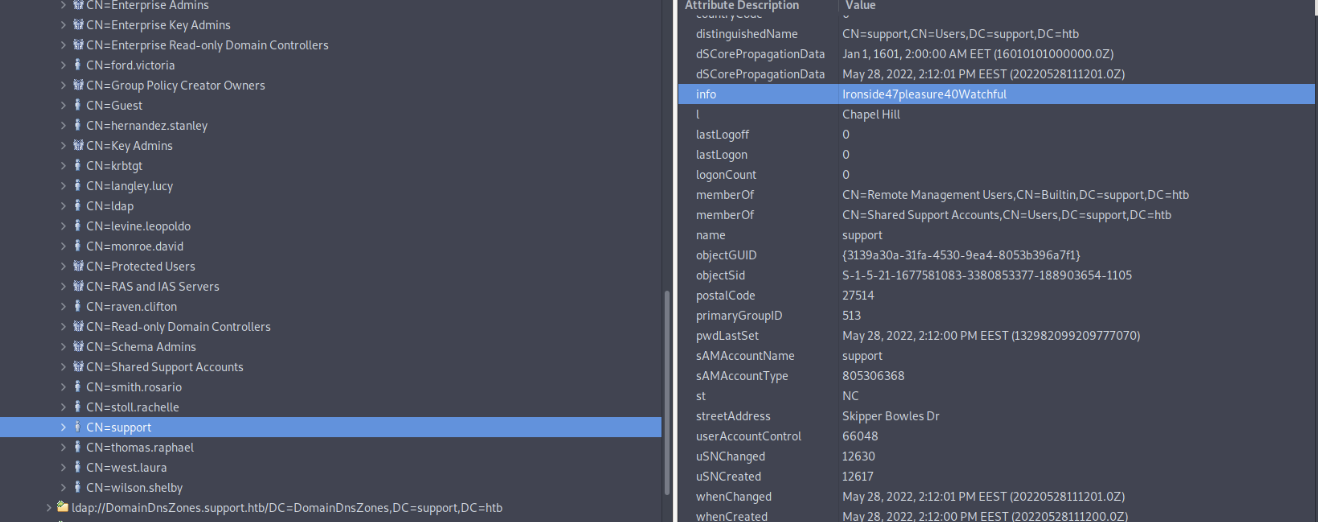 CN=Enterprise Admins
CN=Enterprise Key Admins
CN=Enterprise Read-only Domain Controllers
CN=ford.victoria
CN=Group Policy Creator Owners
CN=Guest
CN=hernandez.stanley
CN=Key Admins
CN=krbtgt
CN=langley.lucy
CN=ldap
CN=levine.leopoldo
CN=monroe.david
CN=Protected Users
CN=RAS and IAS Servers
CN=raven.clifton
CN=Read-only Domain Controllers
CN=Schema Admins
CN=Shared Support Accounts
CN=smith.rosario
CN=stoll.rachelle
CN=support
CN=thomas.raphael
CN=west.laura
CN=wilson.shelby
ldap://DomainDnsZones.support.htb/DC=DomainDnsZones,DC=support,DC=htb
Attribute Description Value
countryCode 0
distinguishedName CN=support,CN=Users,DC=support,DC=htb
dSCorePropagationData Jan 1, 1601, 2:00:00 AM EET (16010101000000.0Z)
dSCorePropagationData May 28, 2022, 2:12:01 PM EEST (20220528111201.0Z)
info Ironside47pleasure40Watchful
l Chapel Hill
lastLogoff 0
lastLogon 0
logonCount 0
memberOf CN=Remote Management Users,CN=Builtin,DC=support,DC=htb
memberOf CN=Shared Support Accounts,CN=Users,DC=support,DC=htb
name support
objectGUID {3139a30a-31fa-4530-9ea4-8053b396a7f1}
objectSid S-1-5-21-1677581083-3380853377-188903654-1105
postalCode 27514
primaryGroupID 513
pwdLastSet May 28, 2022, 2:12:00 PM EEST (132982099209777070)
sAMAccountName support
sAMAccountType 805306368
st NC
streetAddress Skipper Bowles Dr
userAccountControl 66048
uSNChanged 12630
uSNCreated 12617
whenChanged May 28, 2022, 2:12:01 PM EEST (20220528111201.0Z)
whenCreated May 28, 2022, 2:12:00 PM EEST (20220528111200.0Z)